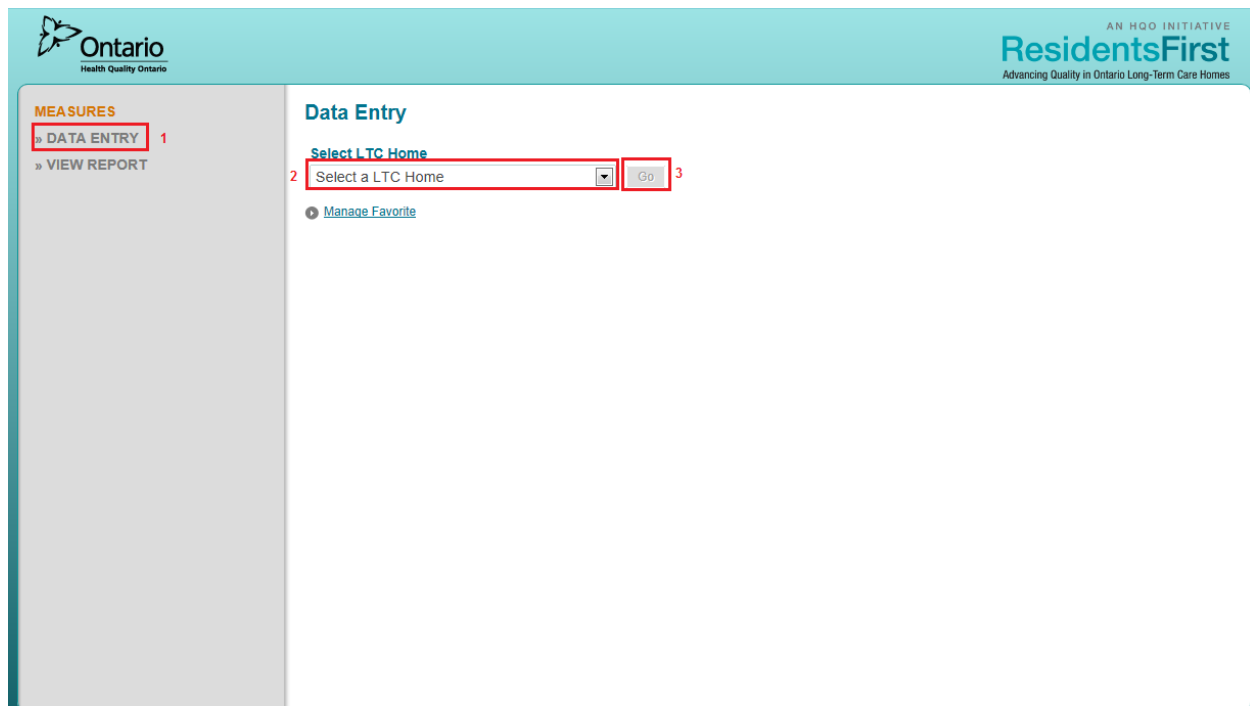 Ontario
Health Quality Ontario
AN HQO INITIATIVE
ResidentsFirst
Advancing Quality in Ontario Long-Term Care Homes
MEASURES
» DATA ENTRY 1
» VIEW REPORT
Data Entry
Select LTC Home
2 Select a LTC Home Go 3
Manage Favorite